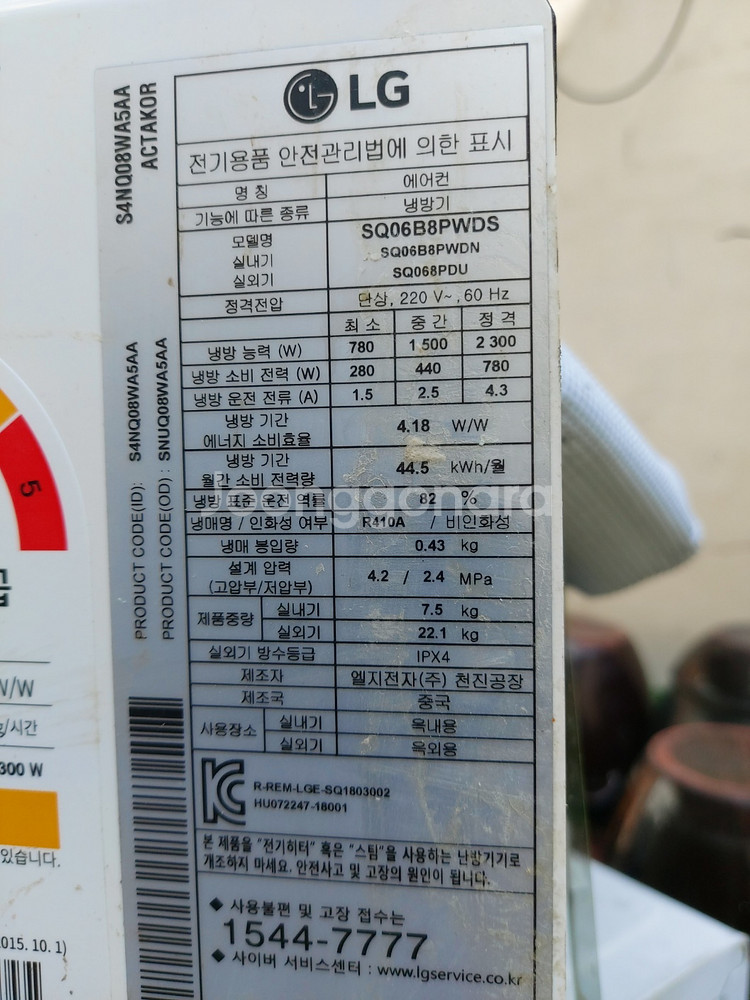 S4NQ08WA5AA
ACTAKOR
PRODUCT CODE(ID): S4NQ08WA5AA
PRODUCT CODE(OD): SNUQ08WA5AA
LG
전기용품 안전관리법에 의한 표시
명 칭 에어컨
기능에 따른 종류 냉방기
모델명 SQ06B8PWDS
실내기 SQ06B8PWDN
실외기 SQ068PDU
정격전압 단상, 220 V~, 60 Hz
최 소 중 간 정 격
냉방 능력 (W) 780 1 500 2 300
냉방 소비 전력 (W) 280 440 780
냉방 운전 전류 (A) 1.5 2.5 4.3
냉방 기간
에너지 소비효율 4.18 W/W
냉방 기간
월간 소비 전력량 44.5 kWh/월
냉방 표준 운전 역률 82 %
냉매명 / 인화성 여부 R410A / 비인화성
냉매 봉입량 0.43 kg
설계 압력
(고압부/저압부) 4.2 / 2.4 MPa
제품중량 실내기 7.5 kg
실외기 22.1 kg
실외기 방수등급 IPX4
제조자 엘지전자(주) 천진공장
제조국 중국
사용장소 실내기 옥내용
실외기 옥외용
R-REM-LGE-SQ1803002
HU072247-18001
본 제품을 "전기히터" 혹은 "스팀"을 사용하는 난방기기로
개조하지 마세요. 안전사고 및 고장의 원인이 됩니다.
◆ 사용불편 및 고장 접수는
1544-7777
◆ 사이버 서비스센터 : www.lgservice.co.kr
5
W/W
/시간
300 W
있습니다.
015. 10. 1)
joonggonara